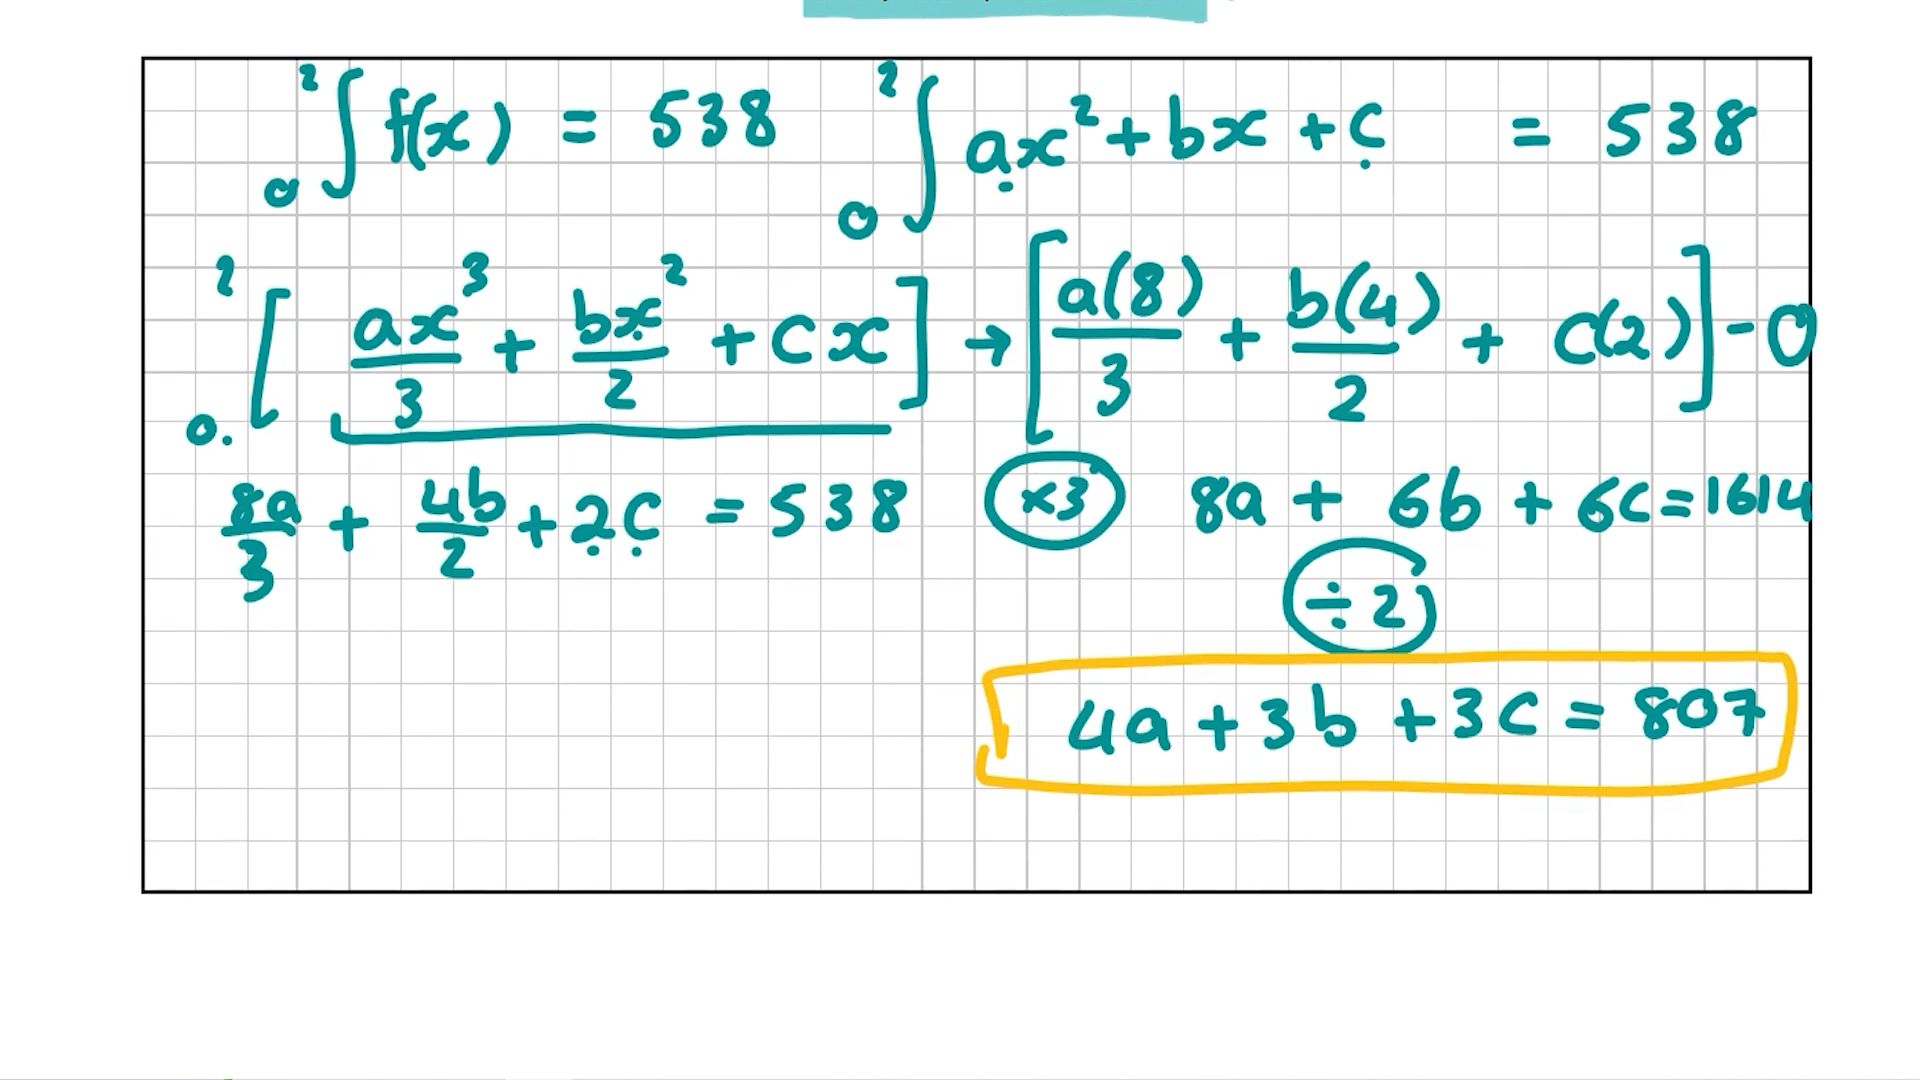 ²∫₀ f(x) = 538   ²∫₀ ax² + bx + c = 538
²₀[ ax³/3 + bx²/2 + cx ] → [ a(8)/3 + b(4)/2 + c(2) ] - 0
8a/3 + 4b/2 + 2c = 538   ×3   8a + 6b + 6c = 1614
÷2
4a + 3b + 3c = 807